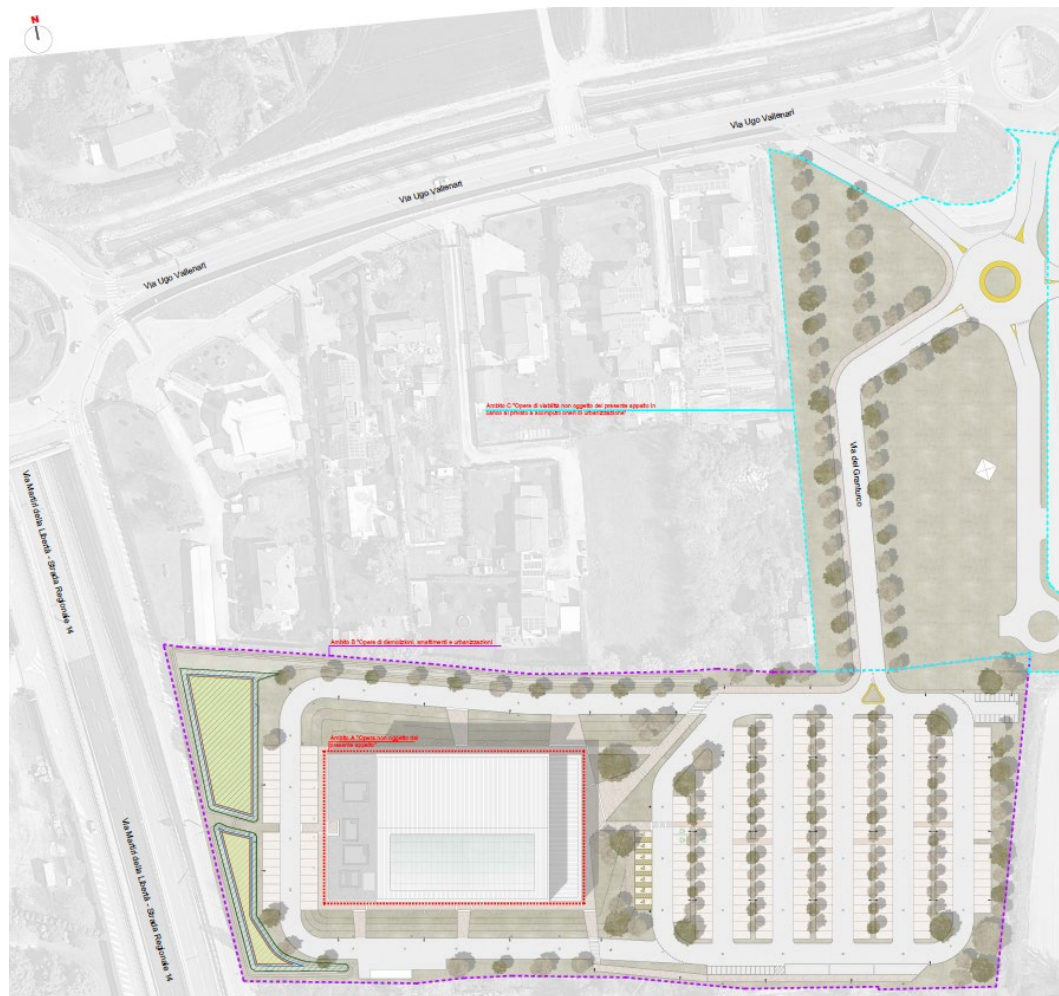 N
Via Ugo Vallenari
Via Ugo Vallenari
Via Ugo Vallenari
Ambito C "Opere di viabilità non oggetto del presente appalto in
carico al privato a scomputo oneri di urbanizzazione"
Via del Granturco
Via Martiri della Libertà - Strada Regionale 14
Ambito B "Opere di demolizioni, smaltimenti e urbanizzazioni
Ambito A "Opera non oggetto del
presente appalto"
Via Martiri della Libertà - Strada Regionale 14